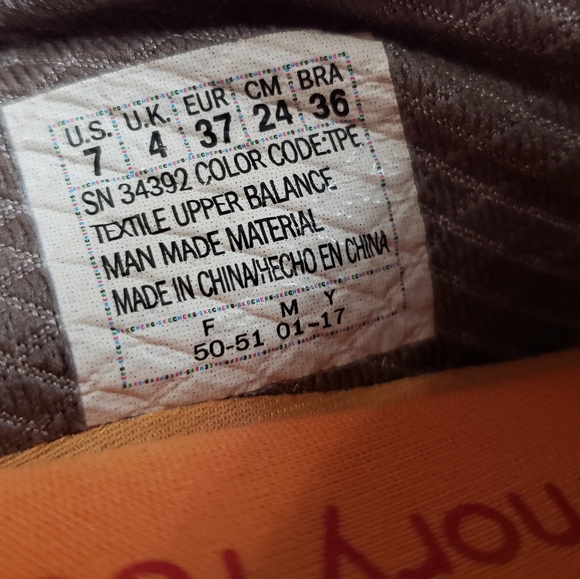 U.S. U.K. EUR CM BRA
7 4 37 24 36
SN 34392 COLOR CODE:TPE
TEXTILE UPPER BALANCE
MAN MADE MATERIAL
MADE IN CHINA/HECHO EN CHINA
F M Y
50-51 01-17